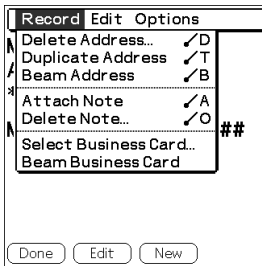 Record Edit Options
Delete Address... /D
Duplicate Address /T
Beam Address /B
Attach Note /A
Delete Note... /O
##
Select Business Card...
Beam Business Card
Done Edit New